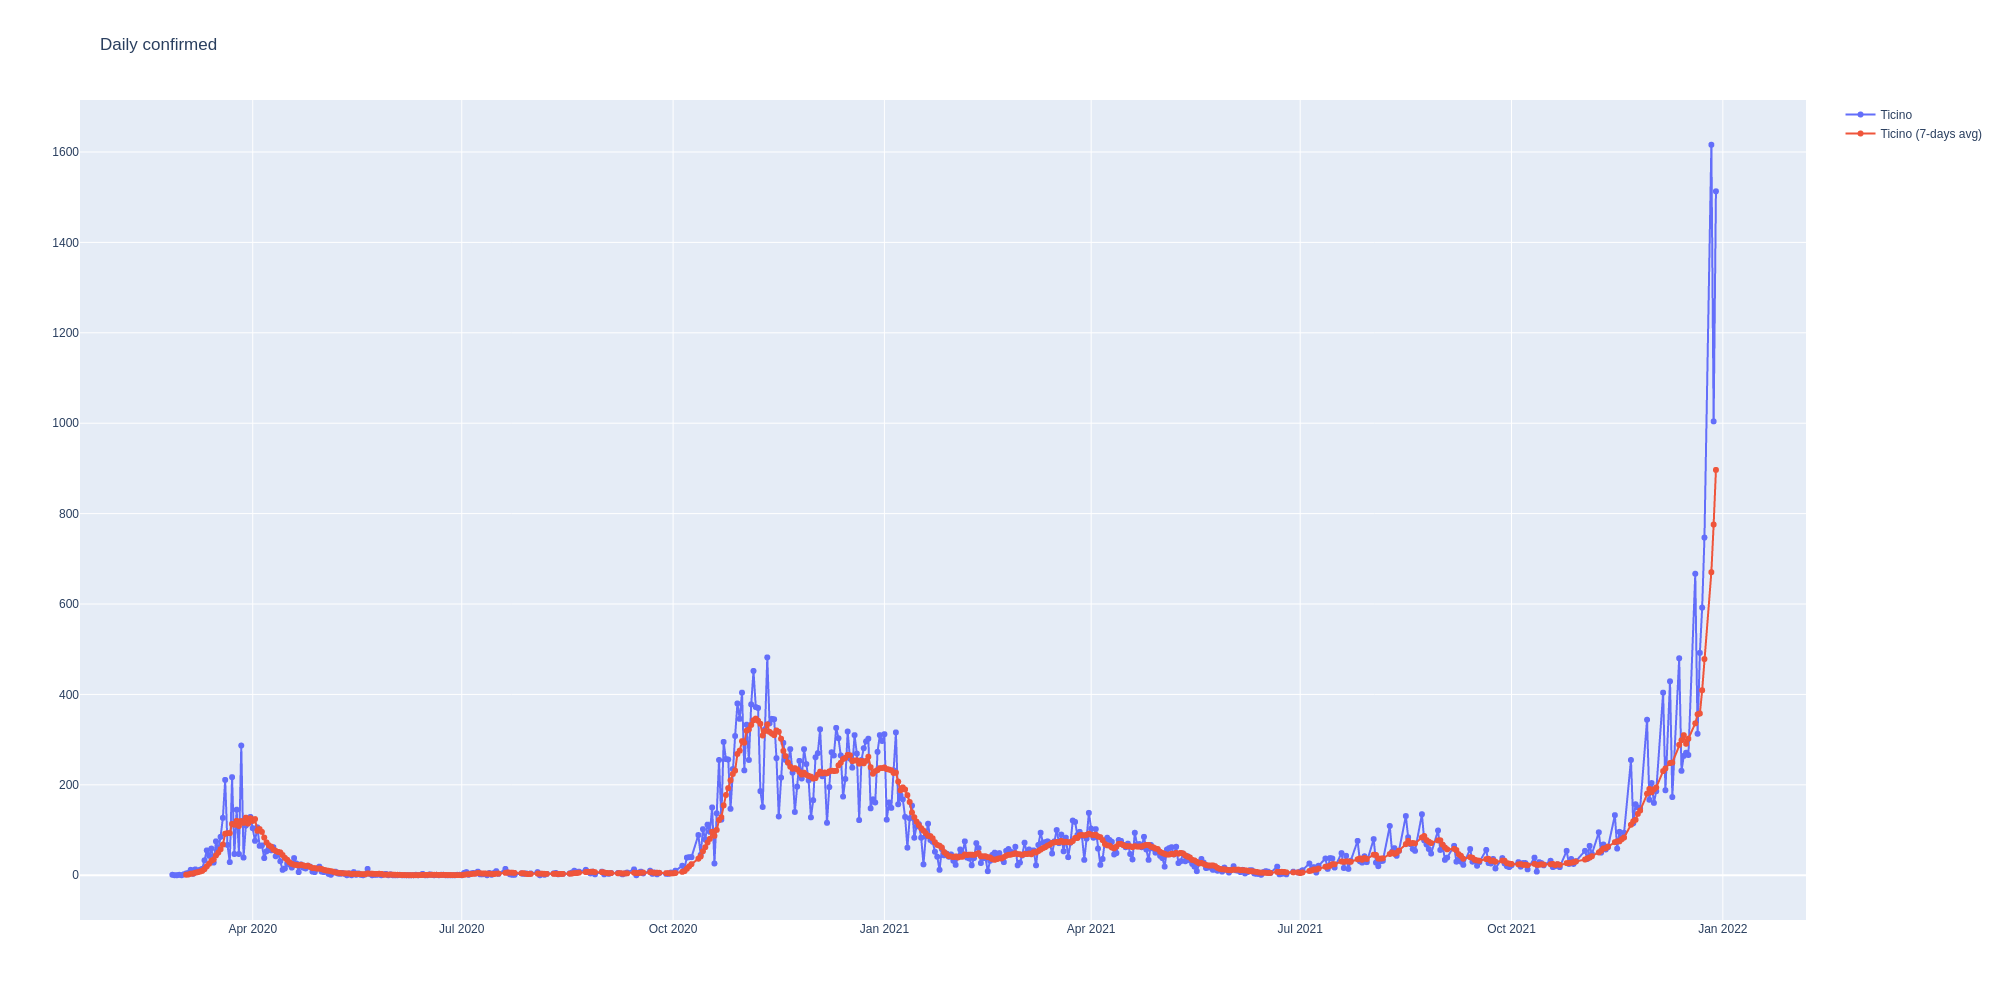 Daily confirmed
Ticino
Ticino (7-days avg)
1600
1400
1200
1000
800
600
400
200
0
Apr 2020
Jul 2020
Oct 2020
Jan 2021
Apr 2021
Jul 2021
Oct 2021
Jan 2022